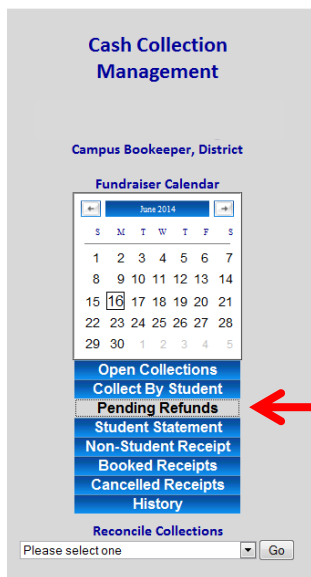 Cash Collection
Management
Campus Bookeeper, District
Fundraiser Calendar
June 2014
S M T W T F S
1 2 3 4 5 6 7
8 9 10 11 12 13 14
15 16 17 18 19 20 21
22 23 24 25 26 27 28
29 30 1 2 3 4 5
Open Collections
Collect By Student
Pending Refunds
Student Statement
Non-Student Receipt
Booked Receipts
Cancelled Receipts
History
Reconcile Collections
Please select one Go